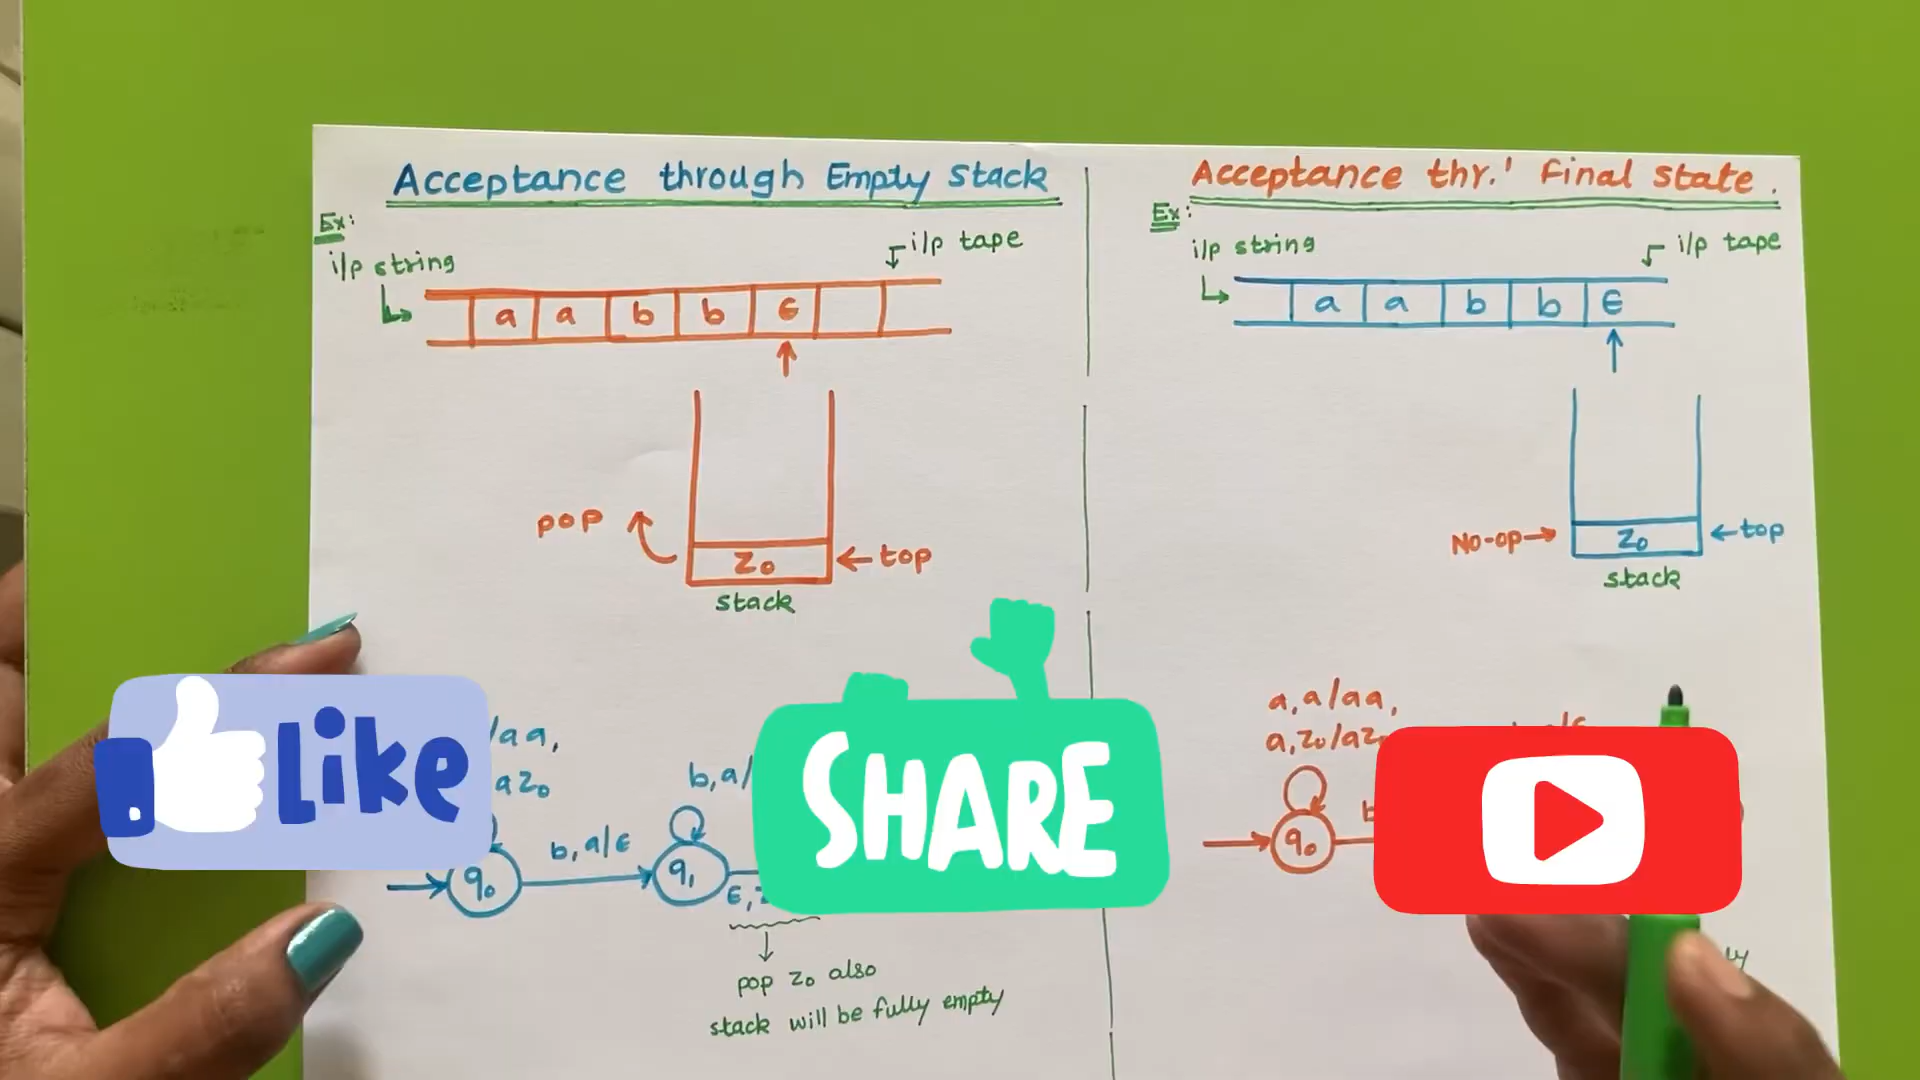 Acceptance through Empty stack
Ex:
i/p string
i/p tape
a a b b ϵ
pop
z₀
←top
stack
/aa,
az₀
b,a/
b,a/ϵ
q₀
q₁
ϵ,
pop z₀ also
stack will be fully empty
Acceptance thr.' Final state.
Ex:
i/p string
i/p tape
a a b b ϵ
No-op→
z₀
←top
stack
a,a/aa,
a,z₀/az₀
q₀
Like
SHARE